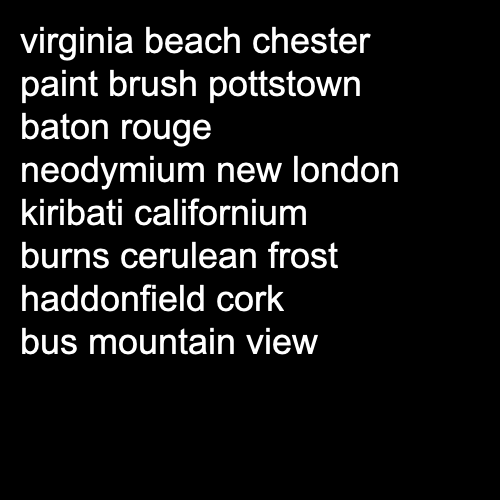 virginia beach chester
paint brush pottstown
baton rouge
neodymium new london
kiribati californium
burns cerulean frost
haddonfield cork
bus mountain view